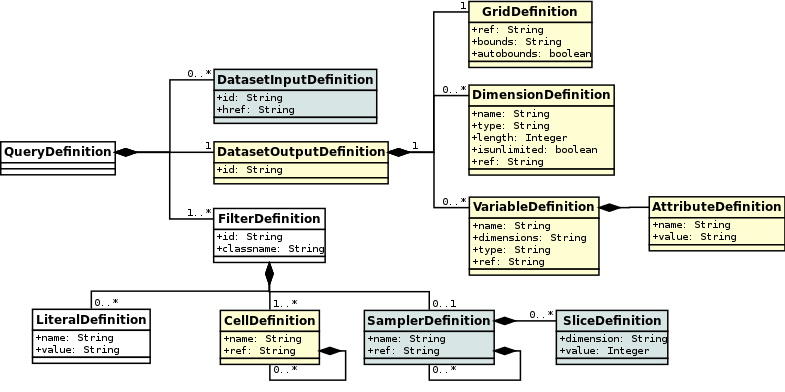 GridDefinition
+ref: String
+bounds: String
+autobounds: boolean
1
0..*
DatasetInputDefinition
+id: String
+href: String
0..*
DimensionDefinition
+name: String
+type: String
+length: Integer
+isunlimited: boolean
+ref: String
QueryDefinition
1
DatasetOutputDefinition
+id: String
1
0..*
VariableDefinition
+name: String
+dimensions: String
+type: String
+ref: String
AttributeDefinition
+name: String
+value: String
1..*
FilterDefinition
+id: String
+classname: String
0..*
LiteralDefinition
+name: String
+value: String
1..*
CellDefinition
+name: String
+ref: String
0..*
0..1
SamplerDefinition
+name: String
+ref: String
0..*
0..*
SliceDefinition
+dimension: String
+value: Integer